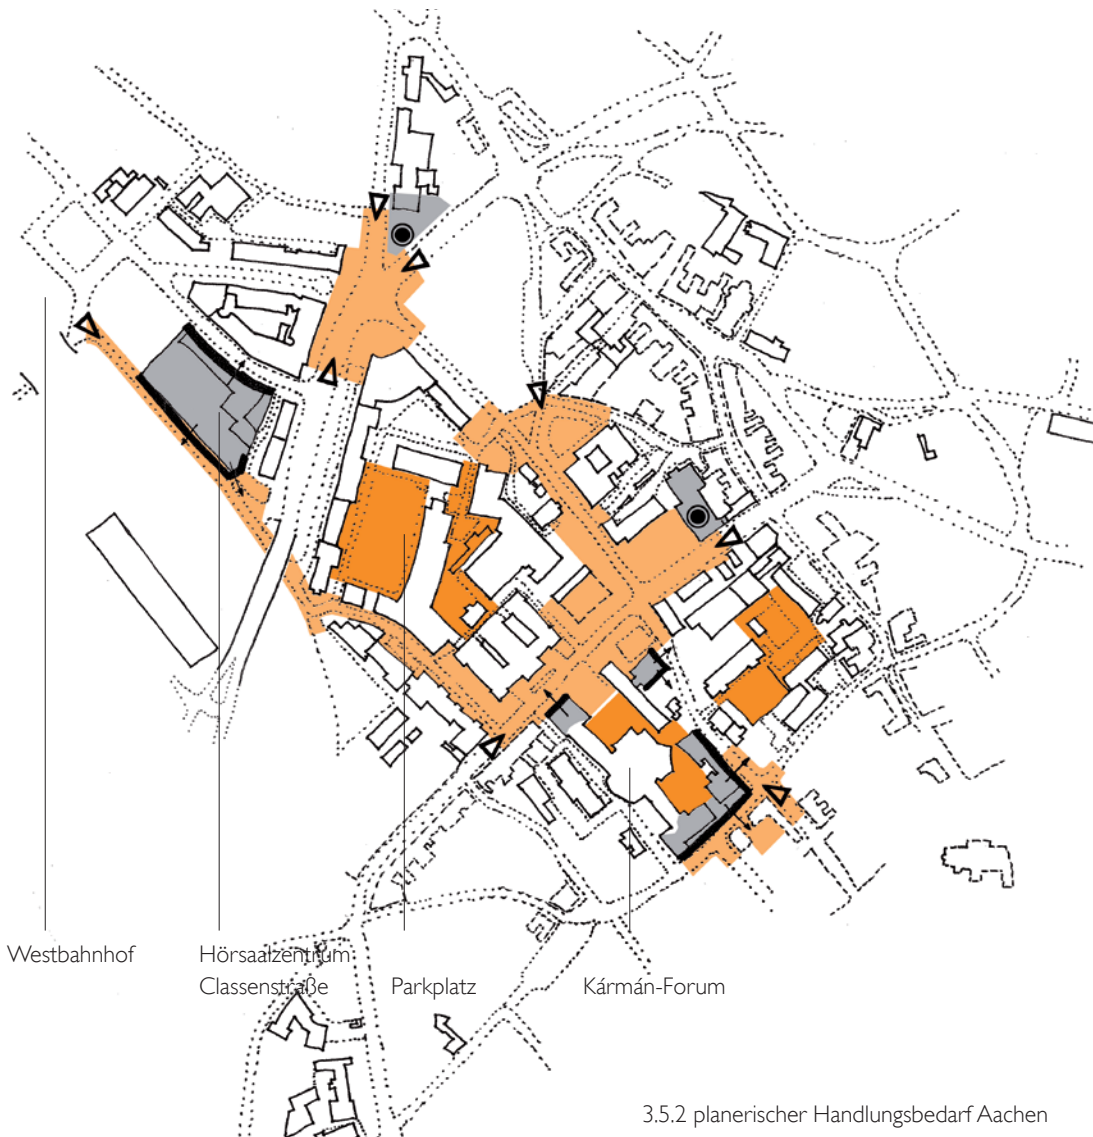 Westbahnhof
Hörsaalzentrum
Classenstraße
Parkplatz
Kármán-Forum
3.5.2 planerischer Handlungsbedarf Aachen